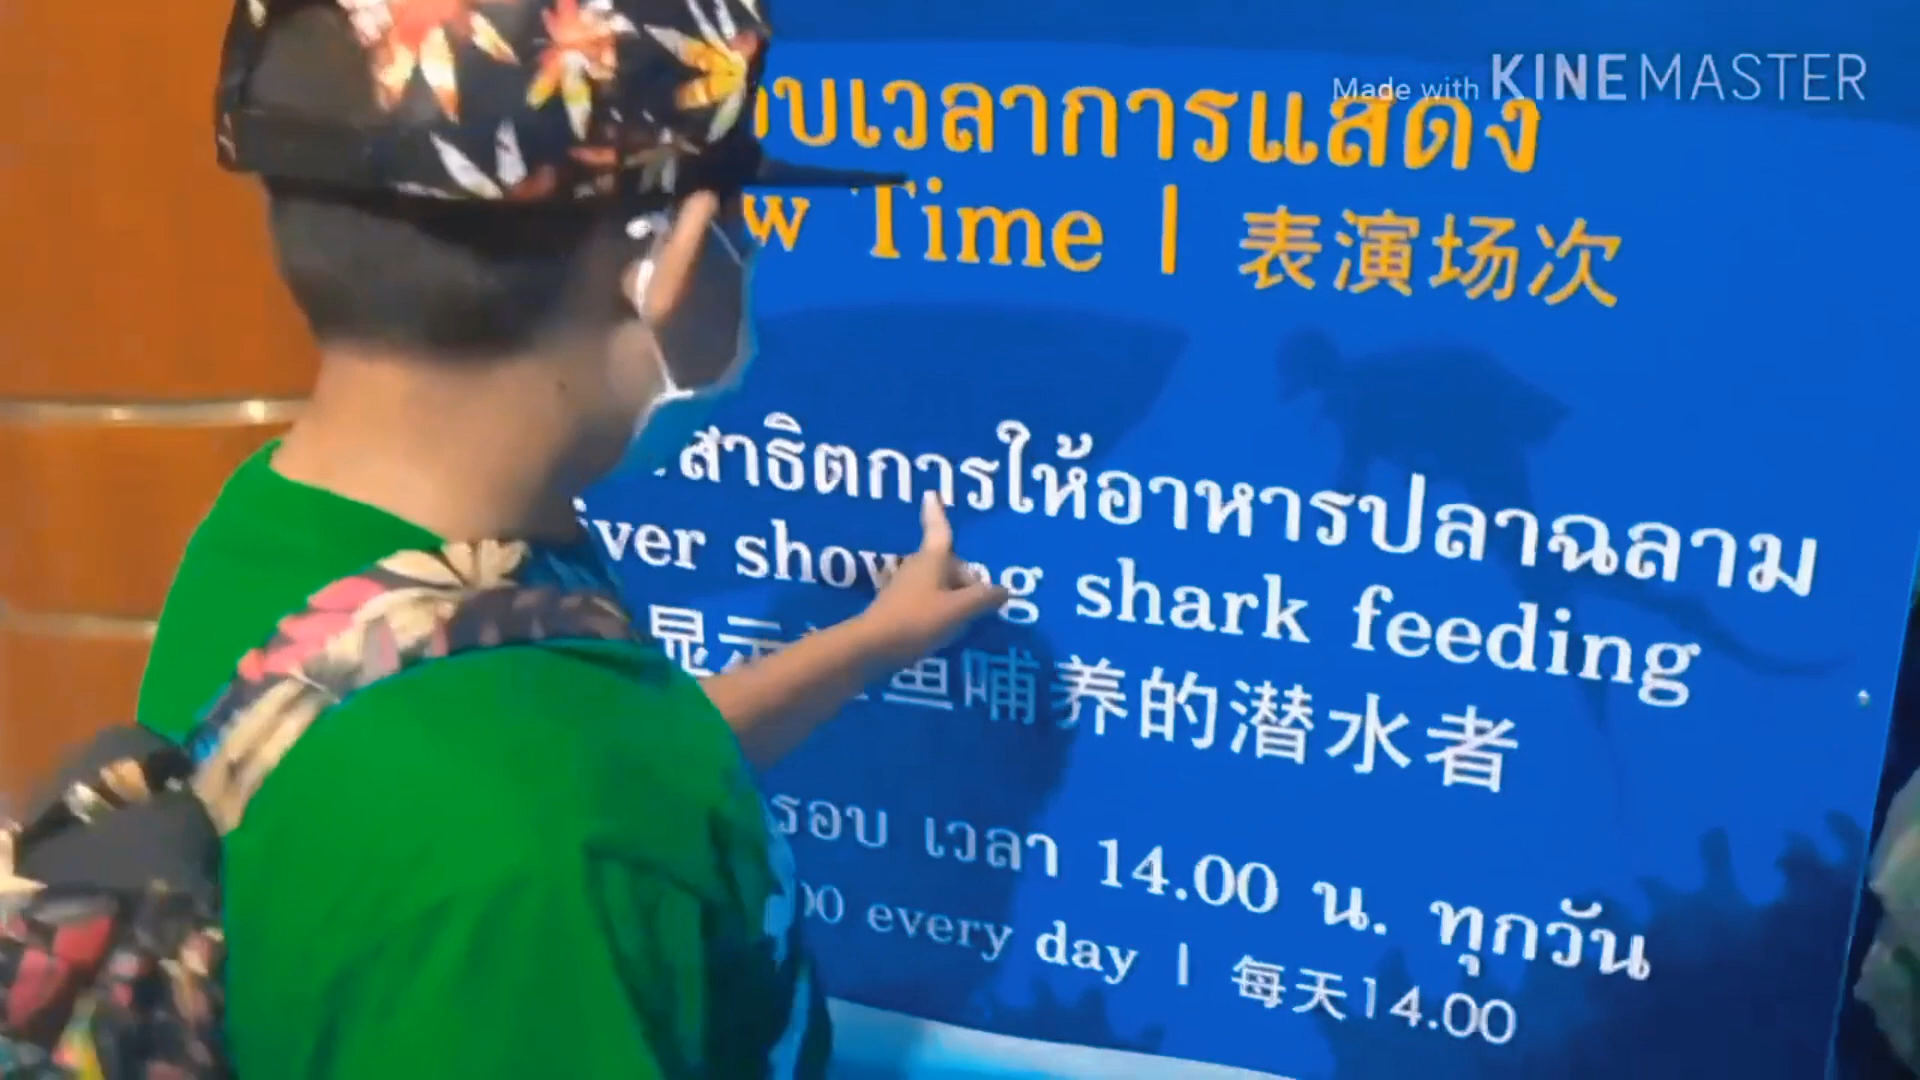 Made with KINEMASTER
เวลาการแสดง
Time | 表演场次
สาธิตการให้อาหารปลาฉลาม
shark feeding
显示 鱼哺养的潜水者
รอบ เวลา 14.00 น. ทุกวัน
every day | 每天14.00